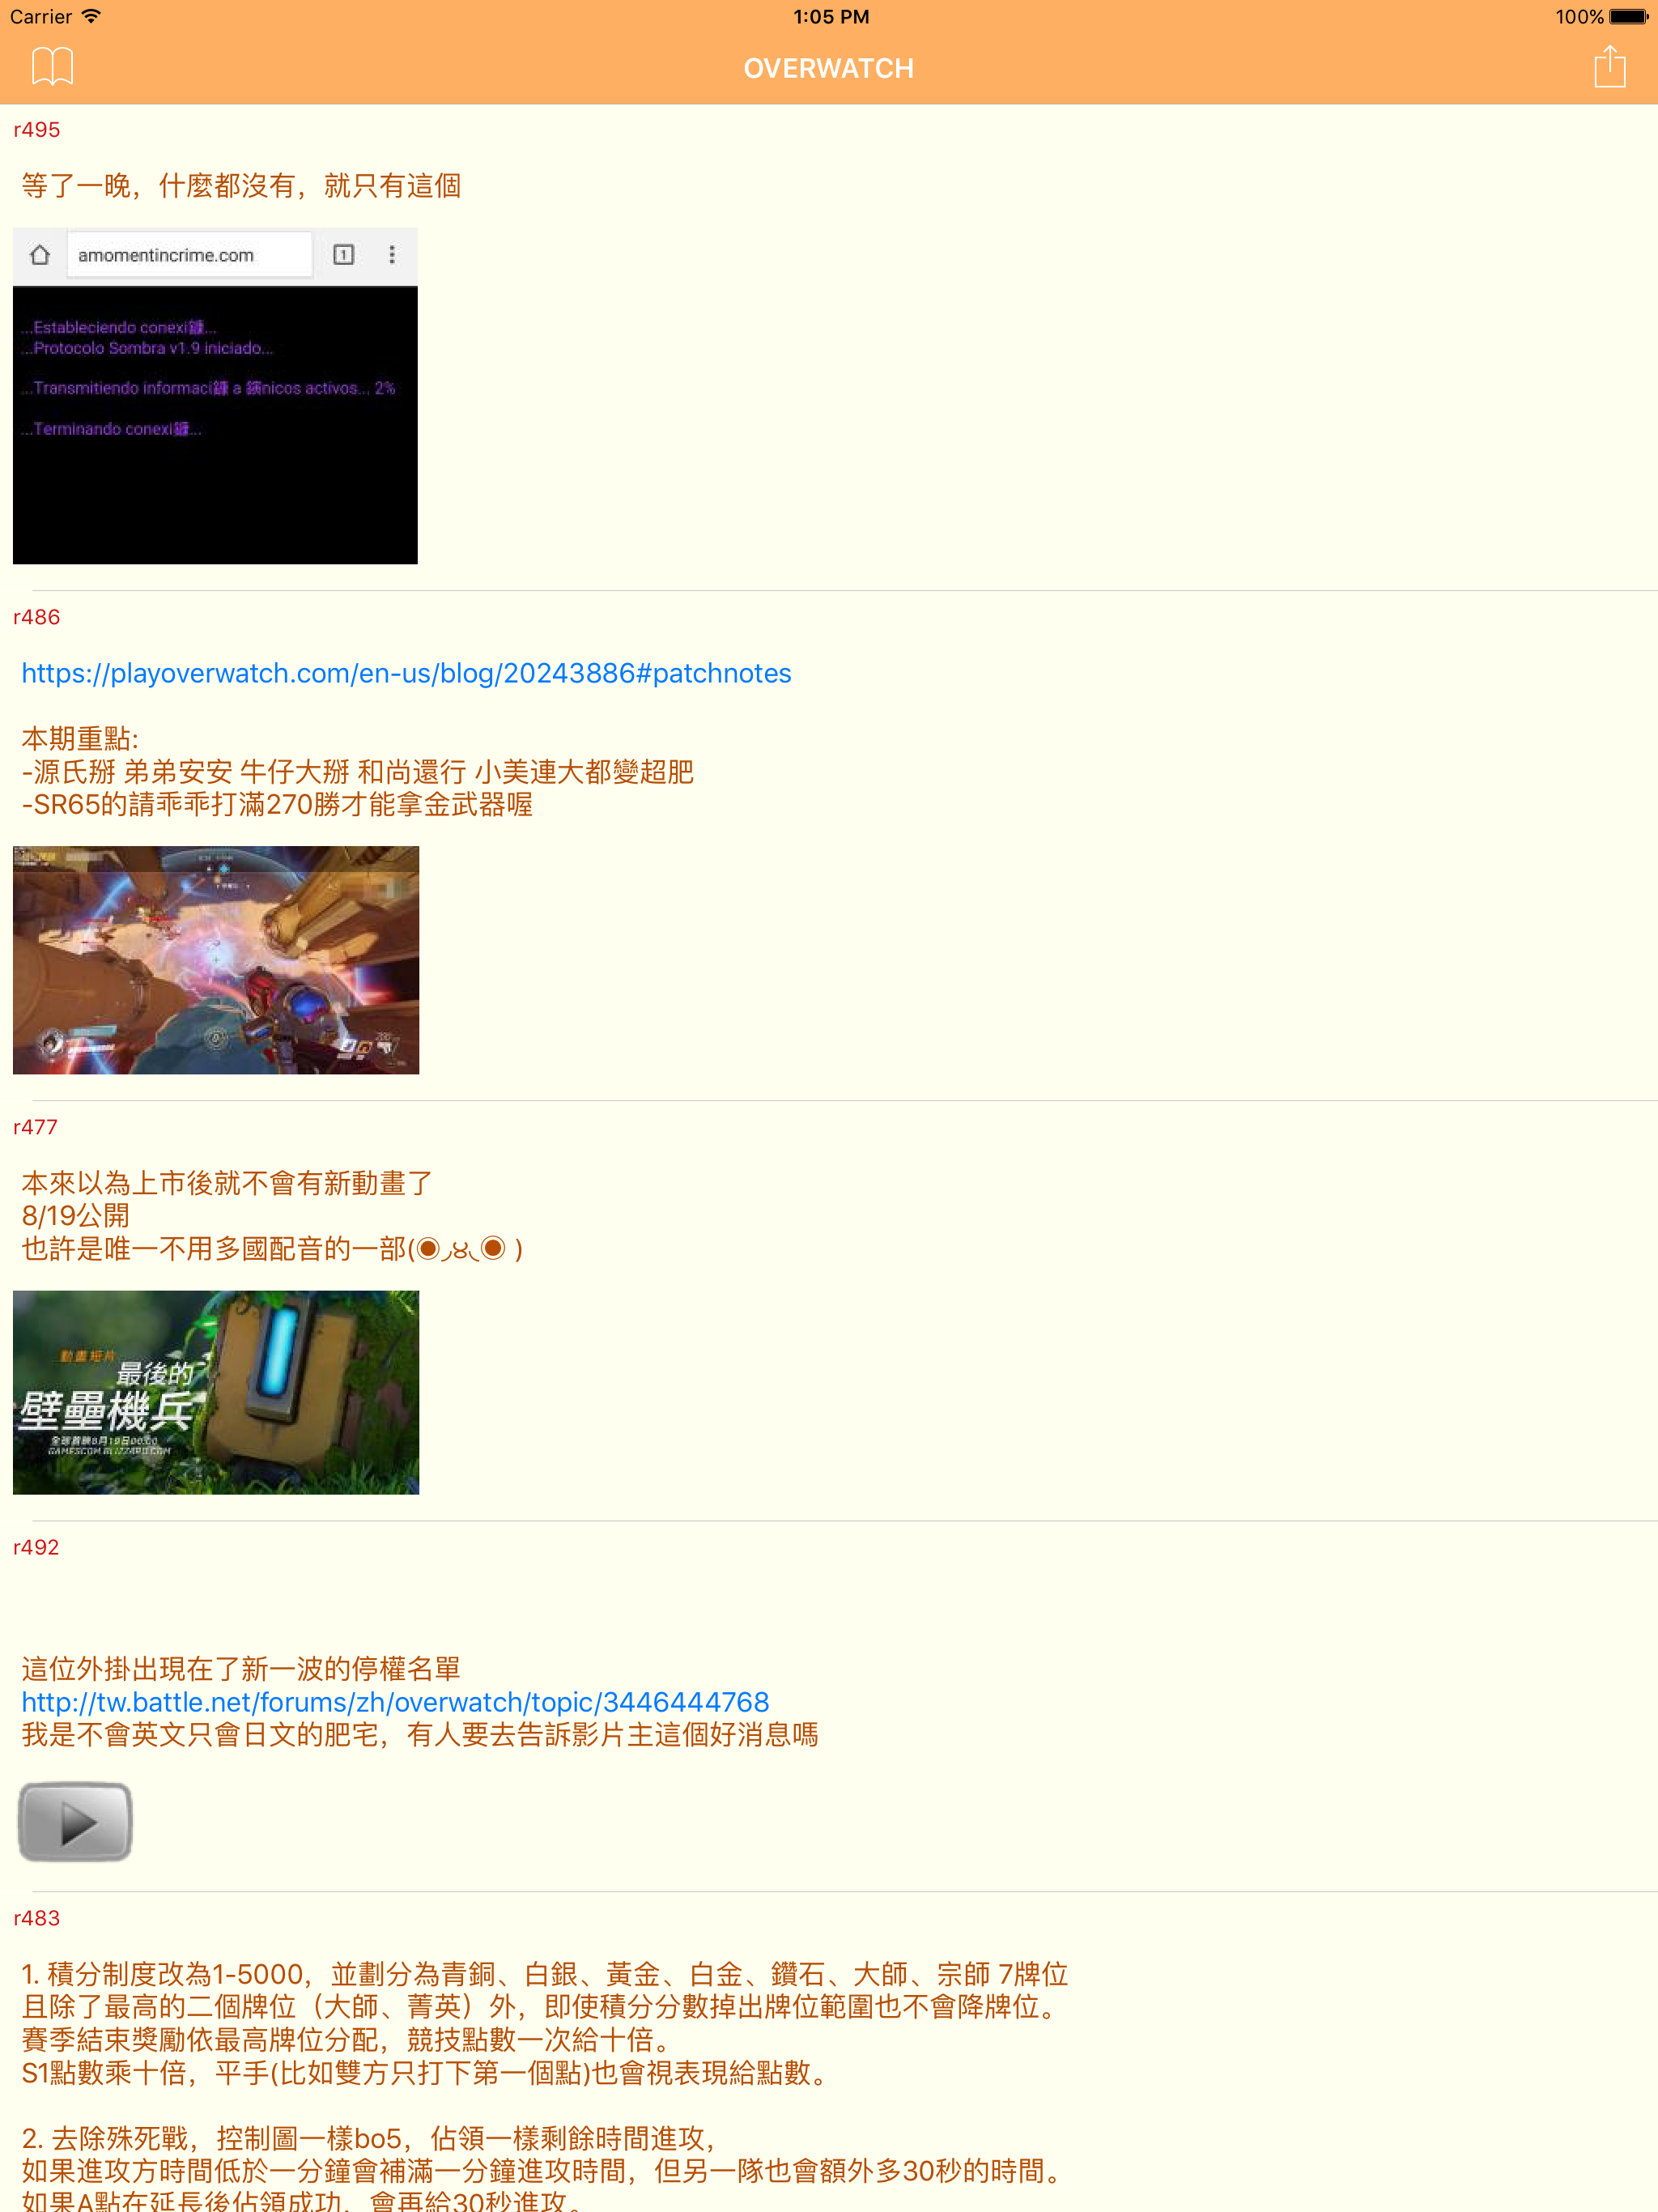 Carrier
1:05 PM
100%
OVERWATCH
r495
等了一晚，什麼都沒有，就只有這個
amomentincrime.com
1
...Estableciendo conexi鐪...
...Protocolo Sombra v1.9 iniciado...
...Transmitiendo informaci a nicos activos... 2%
...Terminando conexi...
r486
https://playoverwatch.com/en-us/blog/20243886#patchnotes
本期重點:
-源氏掰 弟弟安安 牛仔大掰 和尚還行 小美連大都變超肥
-SR65的請乖乖打滿270勝才能拿金武器喔
r477
本來以為上市後就不會有新動畫了
8/19公開
也許是唯一不用多國配音的一部(◉◞౪◟◉ )
動畫短片
最後的
壁壘機兵
全球首映8月19日00:00
GAMESCOM.BLIZZARD.COM
r492
這位外掛出現在了新一波的停權名單
http://tw.battle.net/forums/zh/overwatch/topic/3446444768
我是不會英文只會日文的肥宅，有人要去告訴影片主這個好消息嗎
r483
1. 積分制度改為1-5000，並劃分為青銅、白銀、黃金、白金、鑽石、大師、宗師 7牌位
且除了最高的二個牌位（大師、菁英）外，即使積分分數掉出牌位範圍也不會降牌位。
賽季結束獎勵依最高牌位分配，競技點數一次給十倍。
S1點數乘十倍，平手(比如雙方只打下第一個點)也會視表現給點數。
2. 去除殊死戰，控制圖一樣bo5，佔領一樣剩餘時間進攻，
如果進攻方時間低於一分鐘會補滿一分鐘進攻時間，但另一隊也會額外多30秒的時間。
如果A點在延長後佔領成功，會再給30秒進攻。